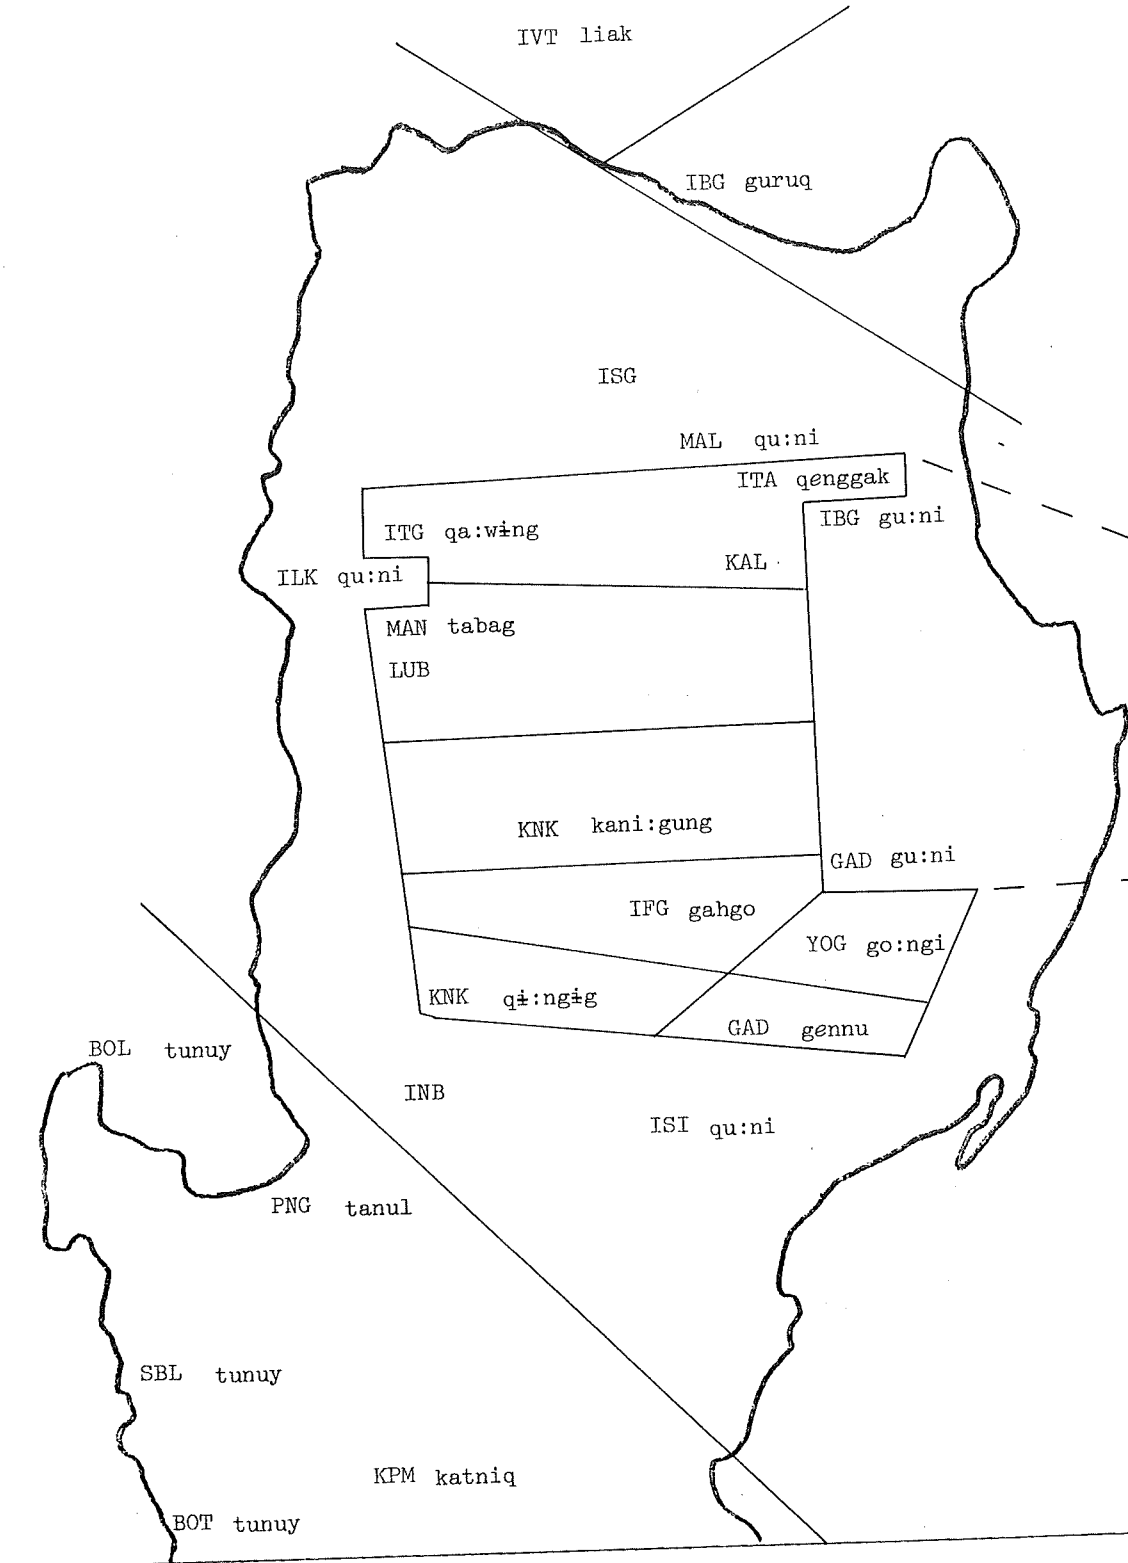 IVT liak
IBG guruq
ISG
MAL qu:ni
ITA qenggak
IBG gu:ni
ITG qa:wɨng
KAL
ILK qu:ni
MAN tabag
LUB
KNK kani:gung
GAD gu:ni
IFG gahgo
YOG go:ngi
KNK qɨ:ngɨg
GAD gennu
BOL tunuy
INB
ISI qu:ni
PNG tanul
SBL tunuy
KPM katniq
BOT tunuy